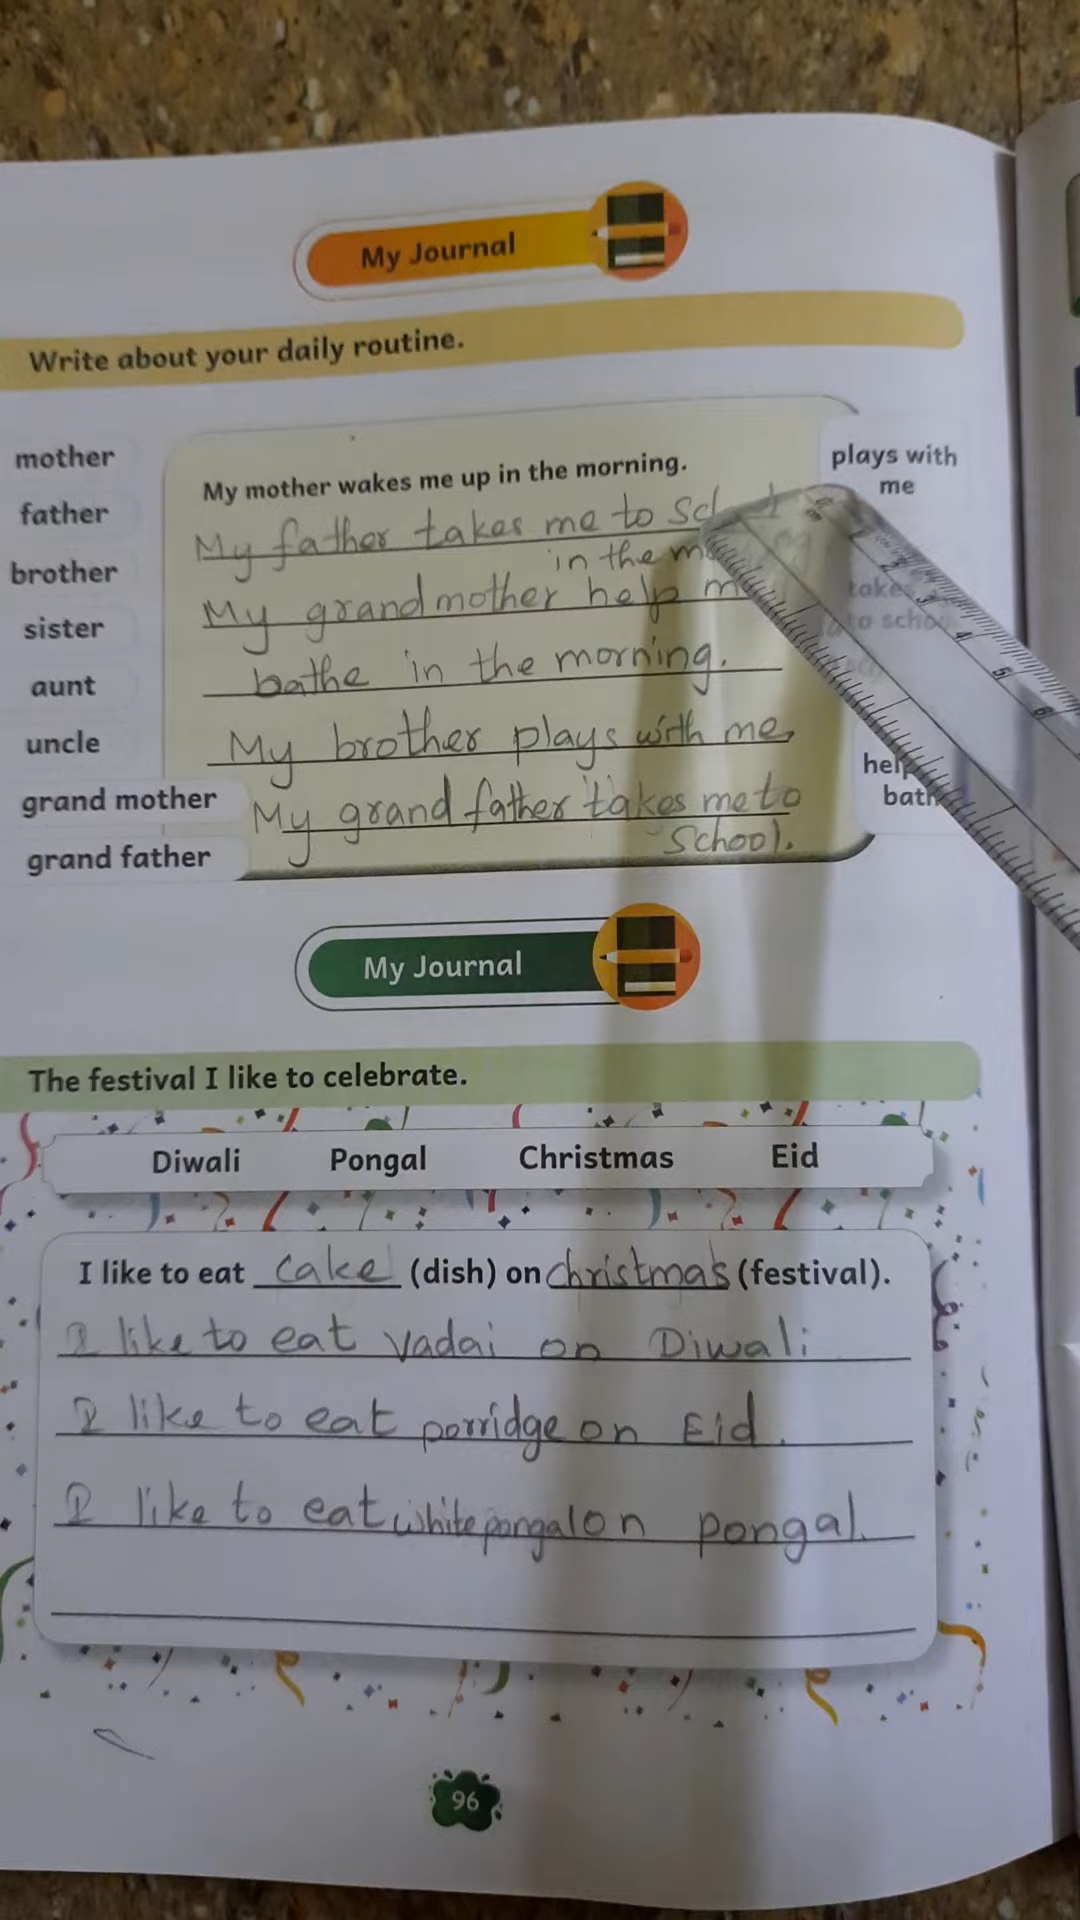 My Journal
Write about your daily routine.
mother
father
brother
sister
aunt
uncle
grand mother
grand father
My mother wakes me up in the morning.
My father takes me to
in the
My grandmother help
bathe in the morning.
My brother plays with me.
My grand father takes me to
School.
plays with
me
takes
to
My Journal
The festival I like to celebrate.
Diwali Pongal Christmas Eid
I like to eat cake (dish) on christmas (festival).
I like to eat vadai on Diwali
I like to eat porridge on Eid.
I like to eat white pongal on pongal.
96